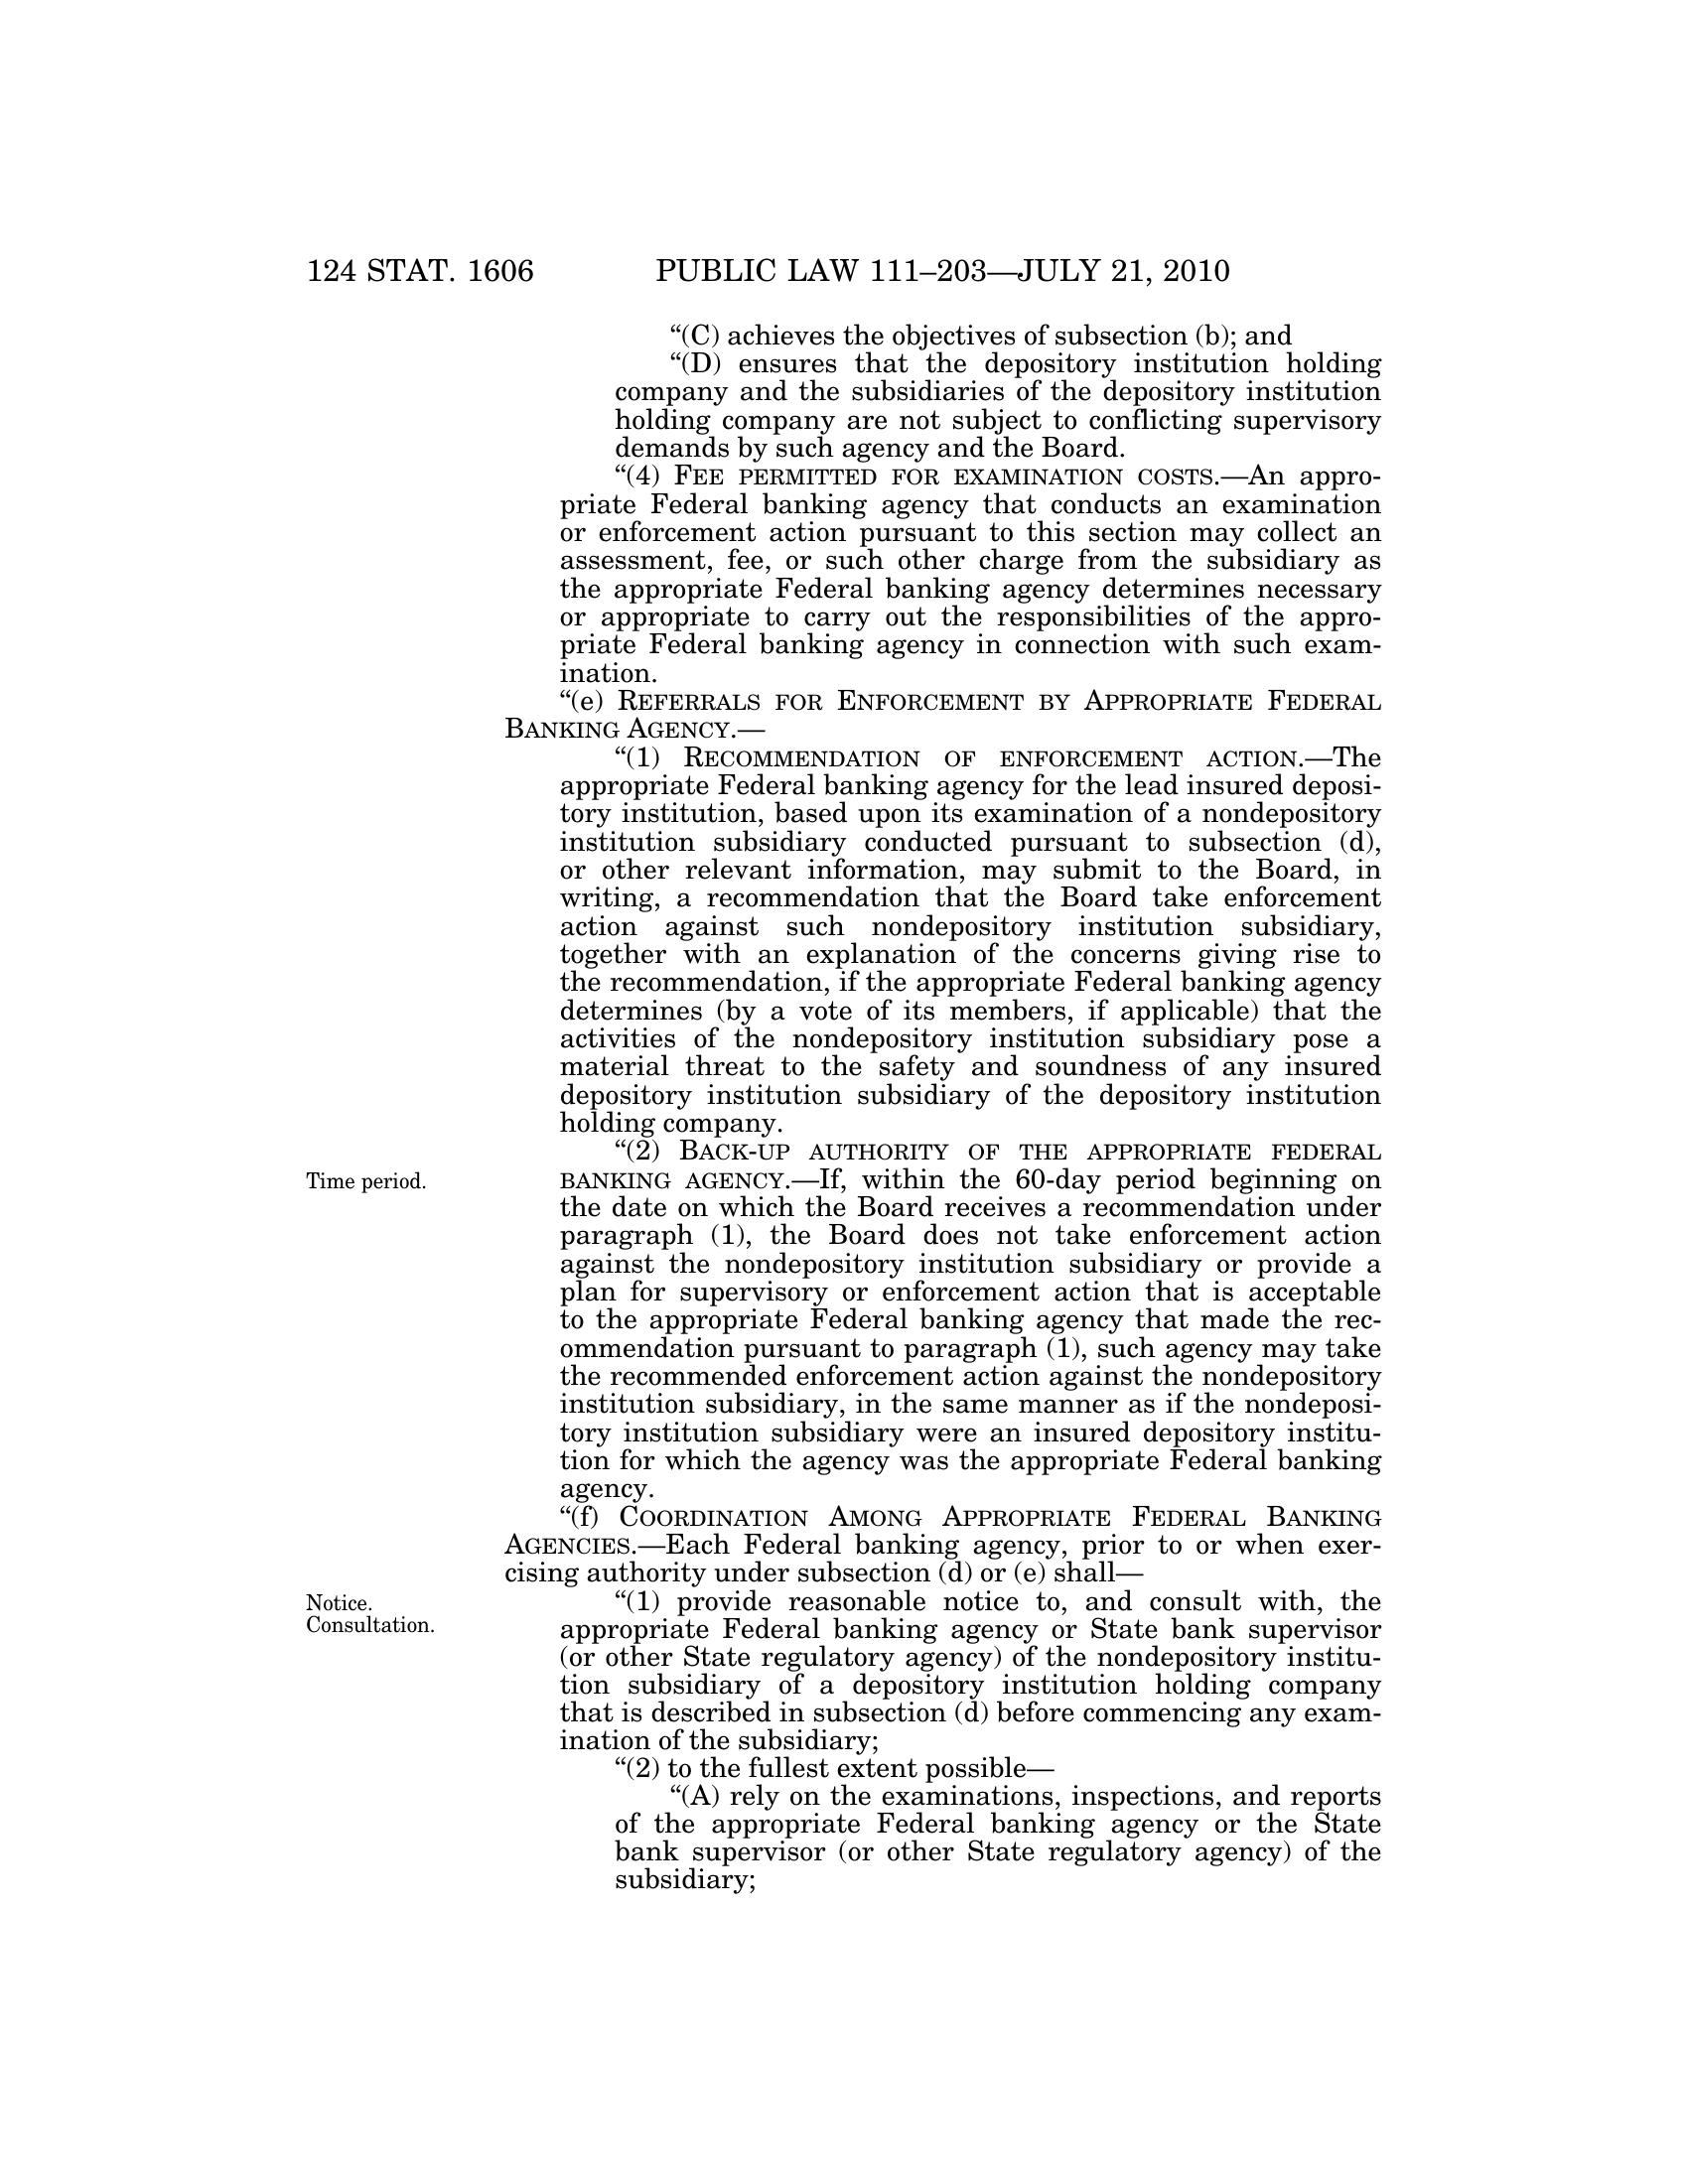 124 STAT. 1606 PUBLIC LAW 111–203—JULY 21, 2010
“(C) achieves the objectives of subsection (b); and
“(D) ensures that the depository institution holding
company and the subsidiaries of the depository institution
holding company are not subject to conflicting supervisory
demands by such agency and the Board.
“(4) FEE PERMITTED FOR EXAMINATION COSTS.—An appro-
priate Federal banking agency that conducts an examination
or enforcement action pursuant to this section may collect an
assessment, fee, or such other charge from the subsidiary as
the appropriate Federal banking agency determines necessary
or appropriate to carry out the responsibilities of the appro-
priate Federal banking agency in connection with such exam-
ination.
“(e) REFERRALS FOR ENFORCEMENT BY APPROPRIATE FEDERAL
BANKING AGENCY.—
“(1) RECOMMENDATION OF ENFORCEMENT ACTION.—The
appropriate Federal banking agency for the lead insured deposi-
tory institution, based upon its examination of a nondepository
institution subsidiary conducted pursuant to subsection (d),
or other relevant information, may submit to the Board, in
writing, a recommendation that the Board take enforcement
action against such nondepository institution subsidiary,
together with an explanation of the concerns giving rise to
the recommendation, if the appropriate Federal banking agency
determines (by a vote of its members, if applicable) that the
activities of the nondepository institution subsidiary pose a
material threat to the safety and soundness of any insured
depository institution subsidiary of the depository institution
holding company.
“(2) BACK-UP AUTHORITY OF THE APPROPRIATE FEDERAL
Time period.
BANKING AGENCY.—If, within the 60-day period beginning on
the date on which the Board receives a recommendation under
paragraph (1), the Board does not take enforcement action
against the nondepository institution subsidiary or provide a
plan for supervisory or enforcement action that is acceptable
to the appropriate Federal banking agency that made the rec-
ommendation pursuant to paragraph (1), such agency may take
the recommended enforcement action against the nondepository
institution subsidiary, in the same manner as if the nondeposi-
tory institution subsidiary were an insured depository institu-
tion for which the agency was the appropriate Federal banking
agency.
“(f) COORDINATION AMONG APPROPRIATE FEDERAL BANKING
AGENCIES.—Each Federal banking agency, prior to or when exer-
cising authority under subsection (d) or (e) shall—
Notice.
Consultation.
“(1) provide reasonable notice to, and consult with, the
appropriate Federal banking agency or State bank supervisor
(or other State regulatory agency) of the nondepository institu-
tion subsidiary of a depository institution holding company
that is described in subsection (d) before commencing any exam-
ination of the subsidiary;
“(2) to the fullest extent possible—
“(A) rely on the examinations, inspections, and reports
of the appropriate Federal banking agency or the State
bank supervisor (or other State regulatory agency) of the
subsidiary;